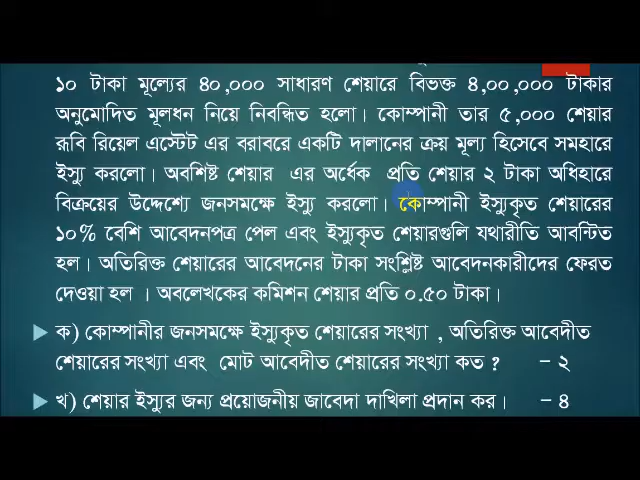 ১০ টাকা মূল্যের ৪০,০০০ সাধারণ শেয়ারে বিভক্ত ৪,০০,০০০ টাকার
অনুমোদিত মূলধন নিয়ে নিবন্ধিত হলো। কোম্পানী তার ৫,০০০ শেয়ার
রূবি রিয়েল এস্টেট এর বরাবরে একটি দালানের ক্রয় মূল্য হিসেবে সমহারে
ইস্যু করলো। অবশিষ্ট শেয়ার এর অর্ধেক প্রতি শেয়ার ২ টাকা অধিহারে
বিক্রয়ের উদ্দেশ্যে জনসমক্ষে ইস্যু করলো। কোম্পানী ইস্যুকৃত শেয়ারের
১০% বেশি আবেদনপত্র পেল এবং ইস্যুকৃত শেয়ারগুলি যথারীতি আবন্টিত
হল। অতিরিক্ত শেয়ারের আবেদনের টাকা সংশ্লিষ্ট আবেদনকারীদের ফেরত
দেওয়া হল । অবলেখকের কমিশন শেয়ার প্রতি ০.৫০ টাকা।
ক) কোম্পানীর জনসমক্ষে ইস্যুকৃত শেয়ারের সংখ্যা , অতিরিক্ত আবেদীত
শেয়ারের সংখ্যা এবং মোট আবেদীত শেয়ারের সংখ্যা কত ? – ২
খ) শেয়ার ইস্যুর জন্য প্রয়োজনীয় জাবেদা দাখিলা প্রদান কর। – ৪